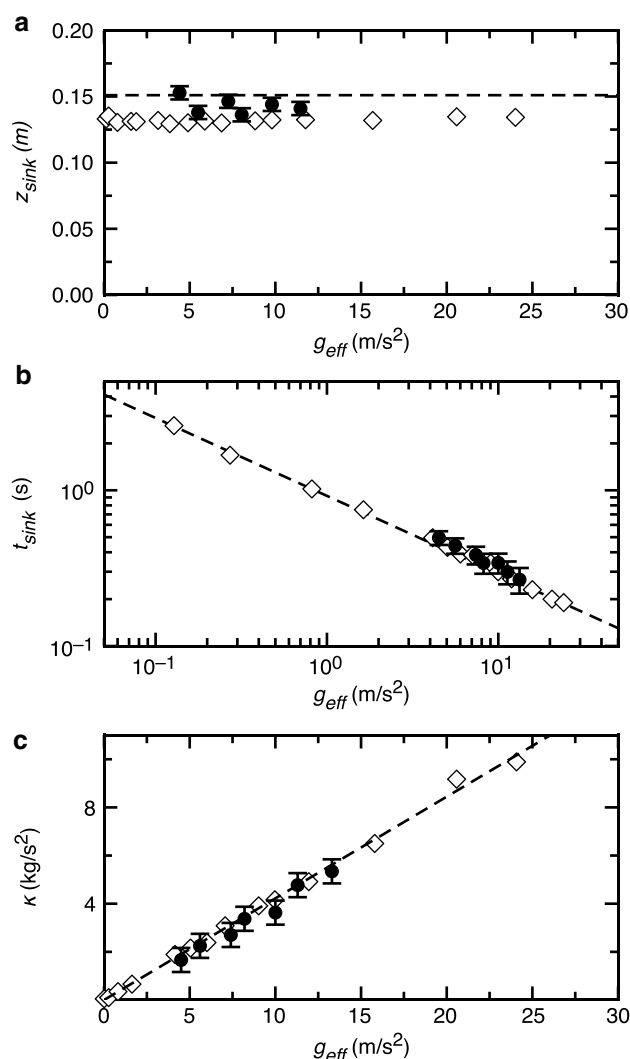 a
0.20
0.15
0.10
0.05
0.00
z_sink (m)
0 5 10 15 20 25 30
g_eff (m/s²)
b
10⁰
10⁻¹
t_sink (s)
10⁻¹ 10⁰ 10¹
g_eff (m/s²)
c
8
4
κ (kg/s²)
0 5 10 15 20 25 30
g_eff (m/s²)